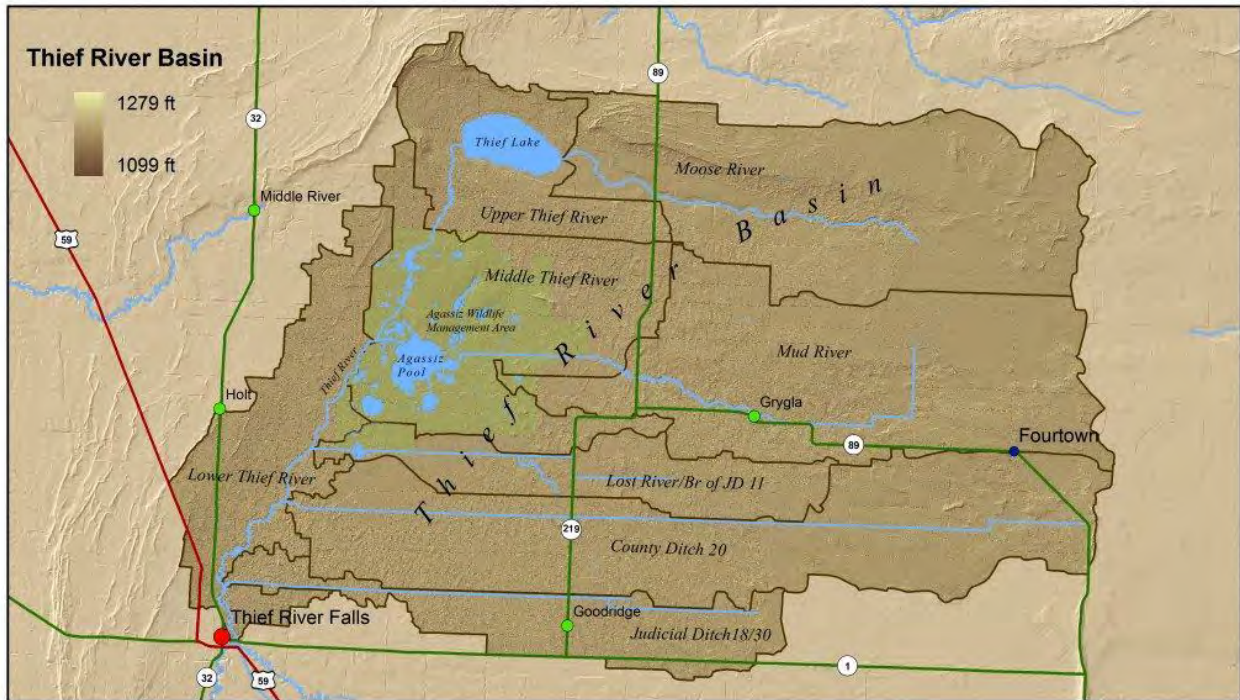 Thief River Basin
1279 ft
1099 ft
32
89
59
Middle River
Thief Lake
Moose River
Upper Thief River
Thief River Basin
Middle Thief River
Agassiz Wildlife
Management Area
Agassiz
Pool
Thief River
Mud River
Holt
Grygla
89
Fourtown
Lower Thief River
Lost River/Br of JD 11
219
County Ditch 20
Goodridge
Thief River Falls
Judicial Ditch18/30
1
32
59